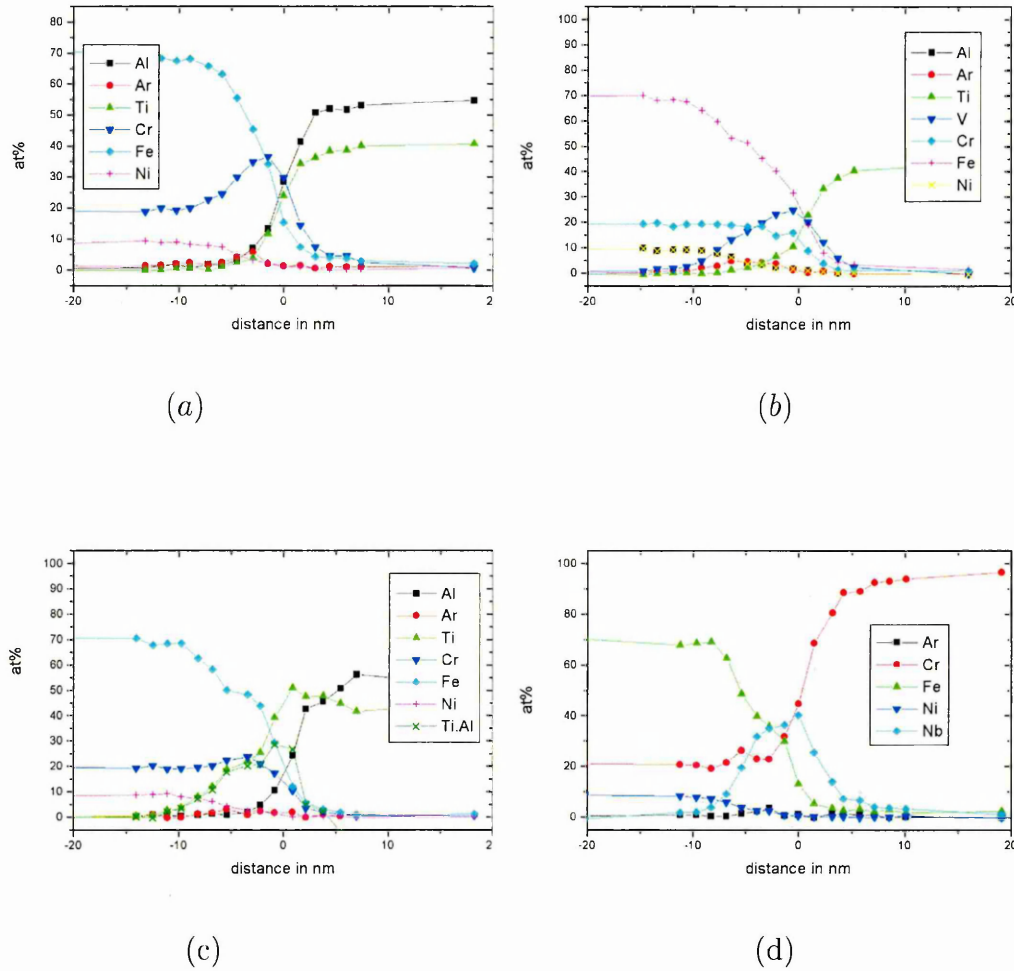 80
70
60
50
40
30
20
10
0
at%
Al
Ar
Ti
Cr
Fe
Ni
-20 -10 0 10 2
distance in nm
(a)
100
90
80
70
60
50
40
30
20
10
0
at%
Al
Ar
Ti
V
Cr
Fe
Ni
-20 -10 0 10 20
distance in nm
(b)
100
90
80
70
60
50
40
30
20
10
0
at%
Al
Ar
Ti
Cr
Fe
Ni
Ti.Al
-20 -10 0 10 2
distance in nm
(c)
100
80
60
40
20
0
at%
Ar
Cr
Fe
Ni
Nb
-20 -10 0 10 20
distance in nm
(d)